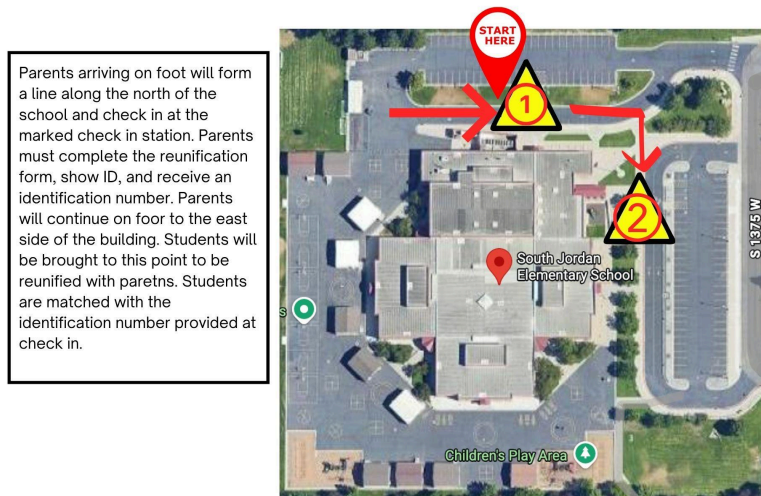 Parents arriving on foot will form
a line along the north of the
school and check in at the
marked check in station. Parents
must complete the reunification
form, show ID, and receive an
identification number. Parents
will continue on foor to the east
side of the building. Students will
be brought to this point to be
reunified with paretns. Students
are matched with the
identification number provided at
check in.
START
HERE
1
2
South Jordan
Elementary School
S 1375 W
s
Children's Play Area